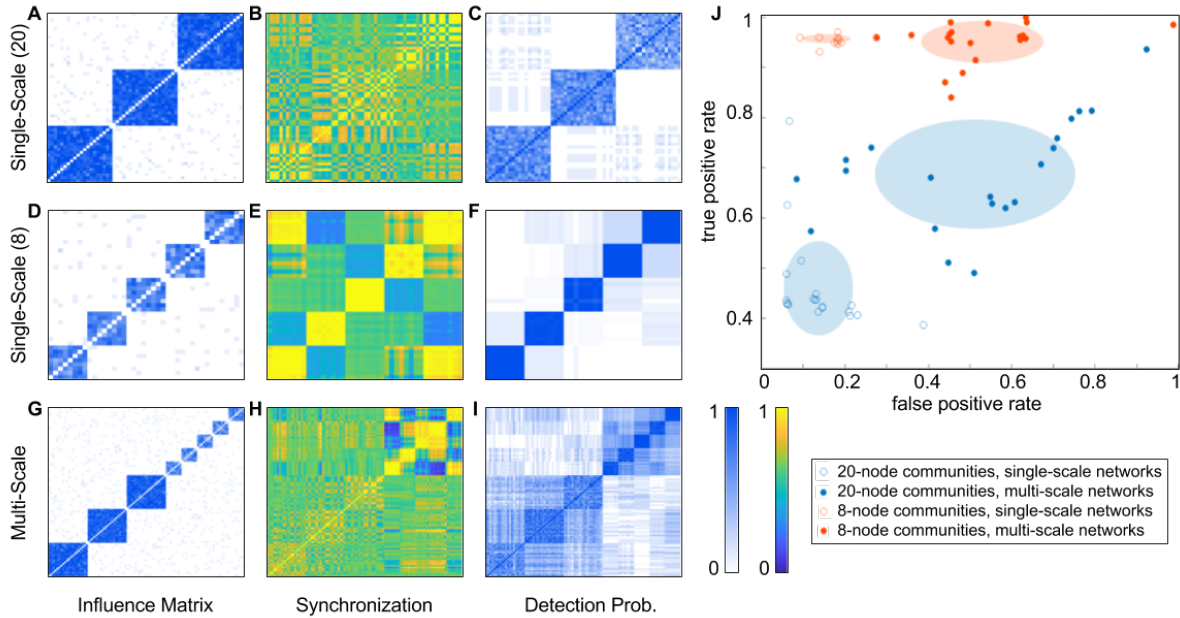 A
B
C
Single-Scale (20)
D
E
F
Single-Scale (8)
G
H
I
Multi-Scale
Influence Matrix
Synchronization
Detection Prob.
1
0
1
0
J
1
0.8
0.6
0.4
true positive rate
0
0.2
0.4
0.6
0.8
1
false positive rate
20-node communities, single-scale networks
20-node communities, multi-scale networks
8-node communities, single-scale networks
8-node communities, multi-scale networks